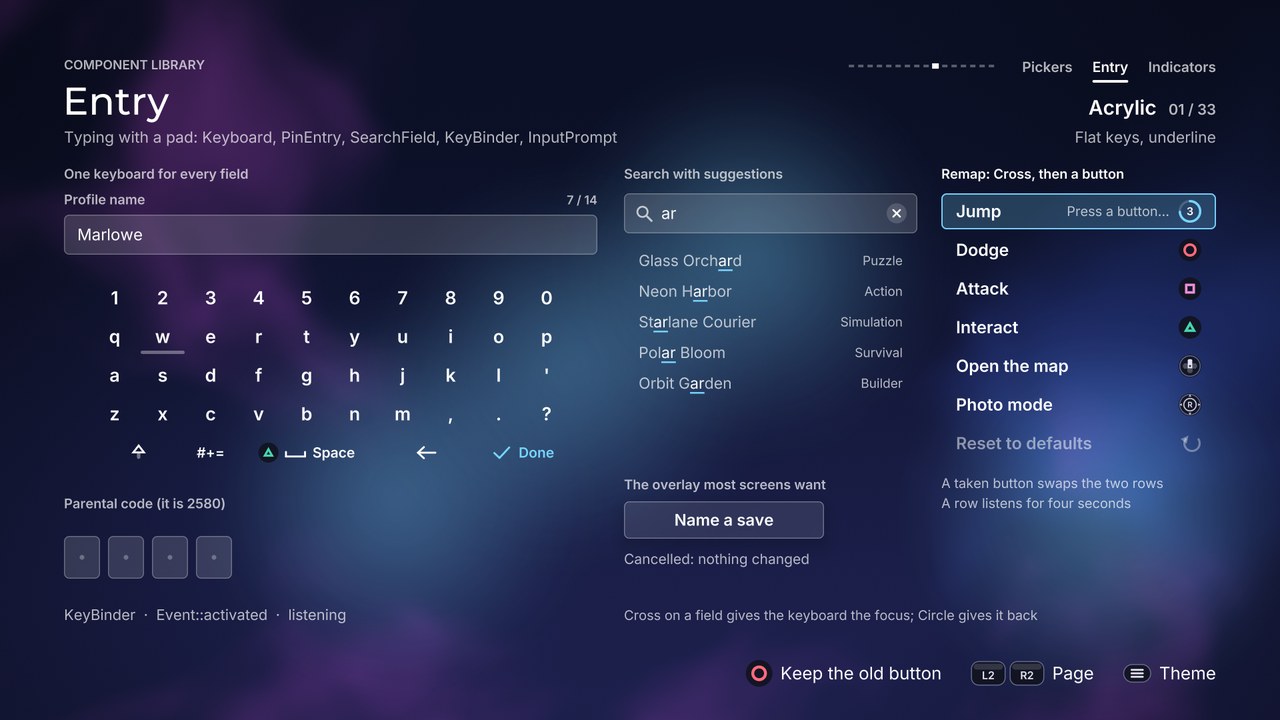 COMPONENT LIBRARY
Entry
Typing with a pad: Keyboard, PinEntry, SearchField, KeyBinder, InputPrompt
Pickers Entry Indicators
Acrylic 01 / 33
Flat keys, underline
One keyboard for every field
Profile name 7 / 14
Marlowe
1 2 3 4 5 6 7 8 9 0
q w e r t y u i o p
a s d f g h j k l '
z x c v b n m , . ?
#+= Space Done
Parental code (it is 2580)
KeyBinder · Event::activated · listening
Search with suggestions
ar
Glass Orchard Puzzle
Neon Harbor Action
Starlane Courier Simulation
Polar Bloom Survival
Orbit Garden Builder
The overlay most screens want
Name a save
Cancelled: nothing changed
Cross on a field gives the keyboard the focus; Circle gives it back
Remap: Cross, then a button
Jump Press a button... 3
Dodge
Attack
Interact
Open the map
Photo mode R
Reset to defaults
A taken button swaps the two rows
A row listens for four seconds
Keep the old button L2 R2 Page Theme